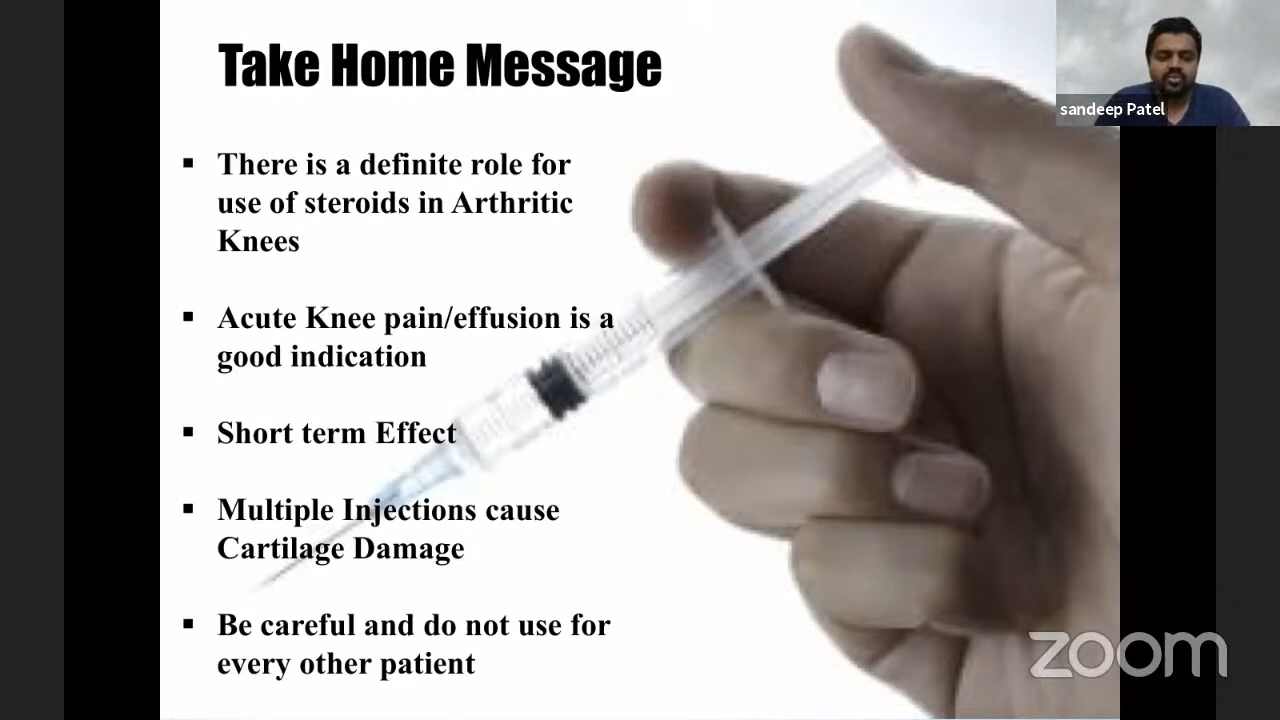 Take Home Message
sandeep Patel
▪ There is a definite role for
use of steroids in Arthritic
Knees
▪ Acute Knee pain/effusion is a
good indication
▪ Short term Effect
▪ Multiple Injections cause
Cartilage Damage
▪ Be careful and do not use for
every other patient
zoom